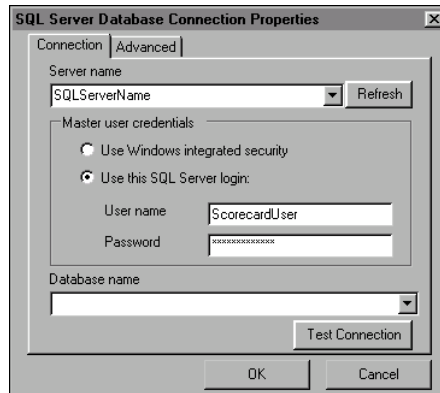 SQL Server Database Connection Properties
Connection Advanced
Server name
SQLServerName Refresh
Master user credentials
Use Windows integrated security
Use this SQL Server login:
User name ScorecardUser
Password xxxxxxxxxxxxx
Database name
Test Connection
OK Cancel